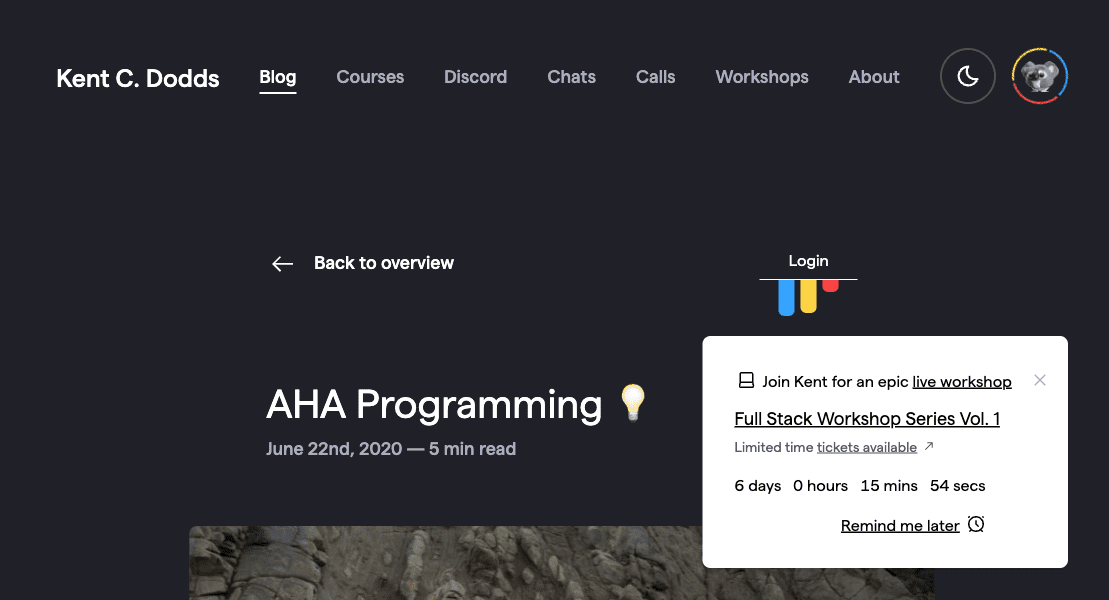 Kent C. Dodds Blog Courses Discord Chats Calls Workshops About
Back to overview
Login
AHA Programming
June 22nd, 2020 — 5 min read
Join Kent for an epic live workshop
Full Stack Workshop Series Vol. 1
Limited time tickets available
6 days 0 hours 15 mins 54 secs
Remind me later